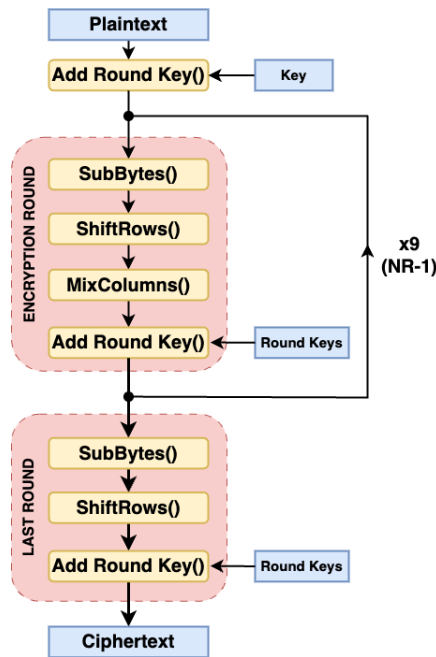 Plaintext
Add Round Key()
Key
ENCRYPTION ROUND
SubBytes()
ShiftRows()
MixColumns()
Add Round Key()
Round Keys
x9
(NR-1)
LAST ROUND
SubBytes()
ShiftRows()
Add Round Key()
Round Keys
Ciphertext